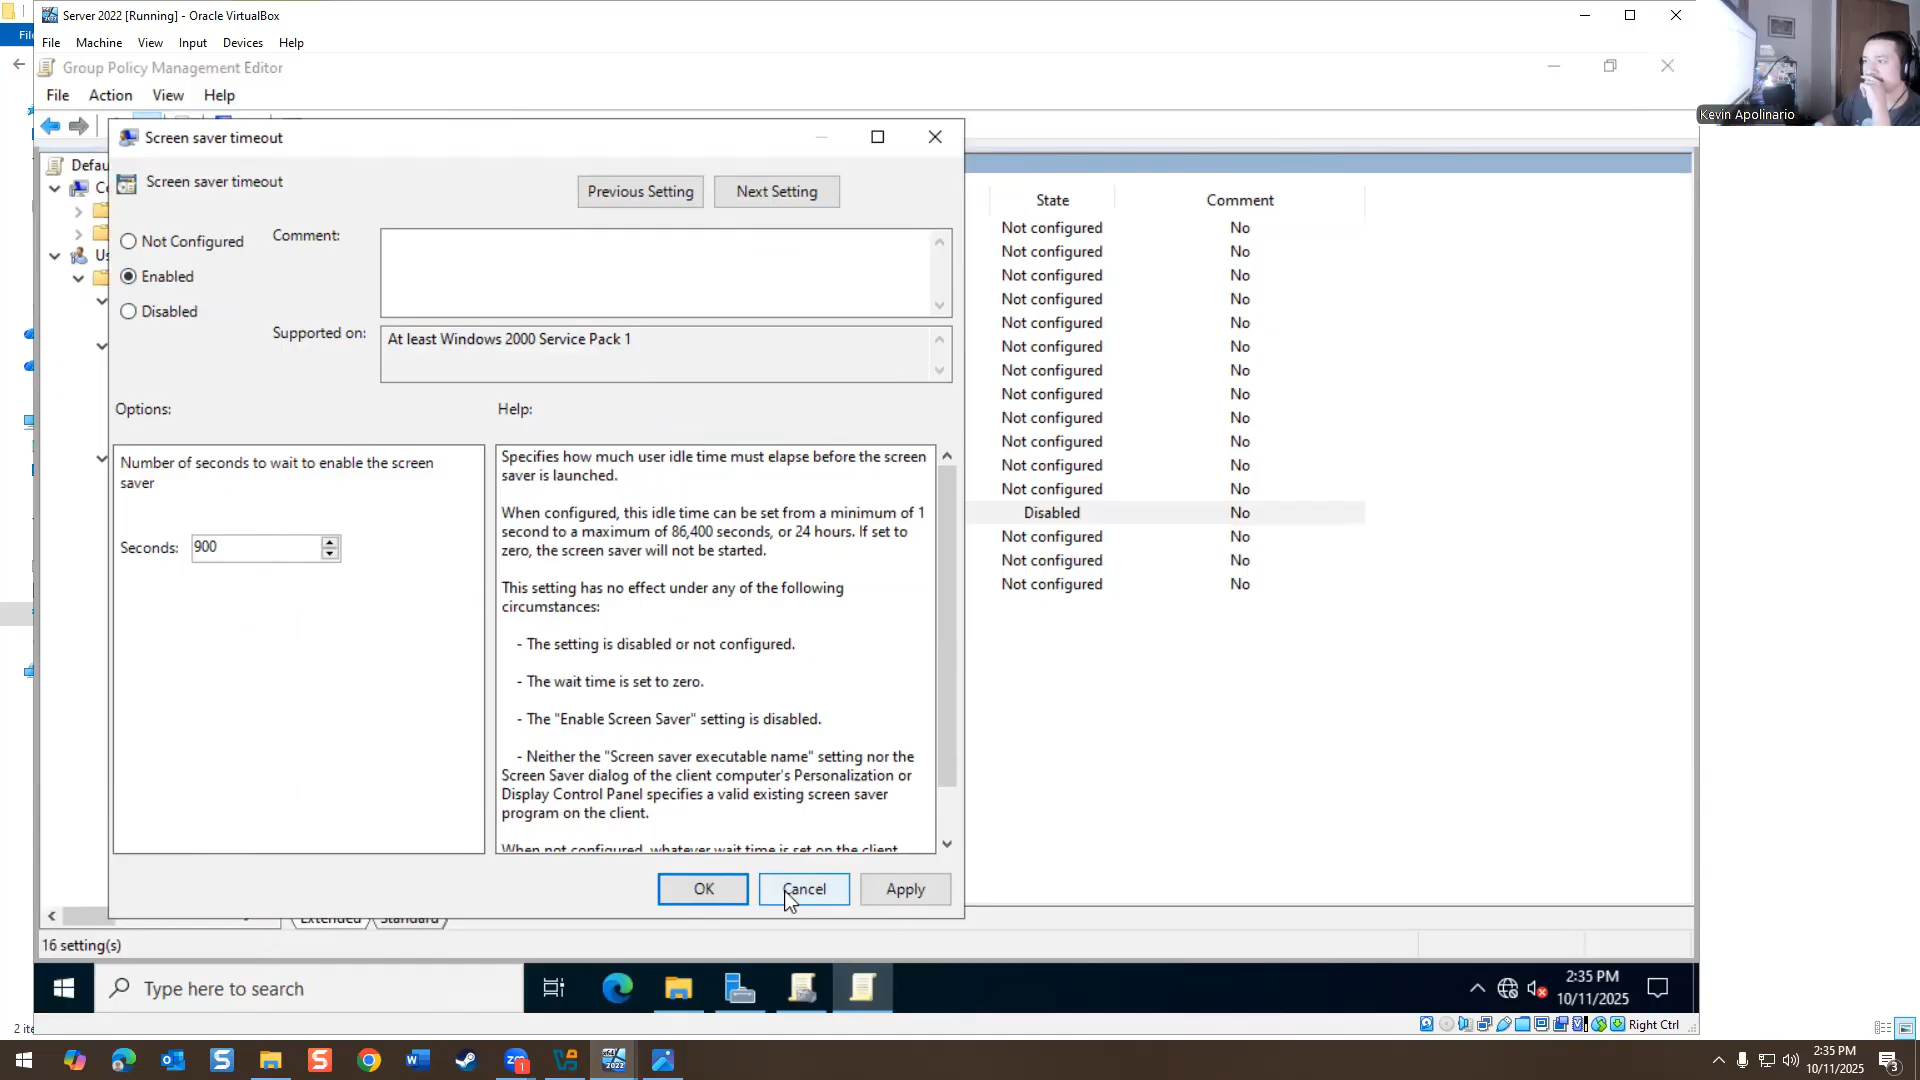 Server 2022 [Running] - Oracle VirtualBox
File Machine View Input Devices Help
Group Policy Management Editor
File Action View Help
Kevin Apolinario
Screen saver timeout
Screen saver timeout
Previous Setting
Next Setting
Not Configured
Enabled
Disabled
Comment:
Supported on:
At least Windows 2000 Service Pack 1
Options:
Help:
Number of seconds to wait to enable the screen
saver
Seconds: 900
Specifies how much user idle time must elapse before the screen
saver is launched.
When configured, this idle time can be set from a minimum of 1
second to a maximum of 86,400 seconds, or 24 hours. If set to
zero, the screen saver will not be started.
This setting has no effect under any of the following
circumstances:
- The setting is disabled or not configured.
- The wait time is set to zero.
- The "Enable Screen Saver" setting is disabled.
- Neither the "Screen saver executable name" setting nor the
Screen Saver dialog of the client computer's Personalization or
Display Control Panel specifies a valid existing screen saver
program on the client.
When not configured, whatever wait time is set on the client
OK
Cancel
Apply
State Comment
Not configured No
Not configured No
Not configured No
Not configured No
Not configured No
Not configured No
Not configured No
Not configured No
Not configured No
Not configured No
Not configured No
Not configured No
Disabled No
Not configured No
Not configured No
Not configured No
Extended Standard
16 setting(s)
Type here to search
2:35 PM
10/11/2025
Right Ctrl
2:35 PM
10/11/2025